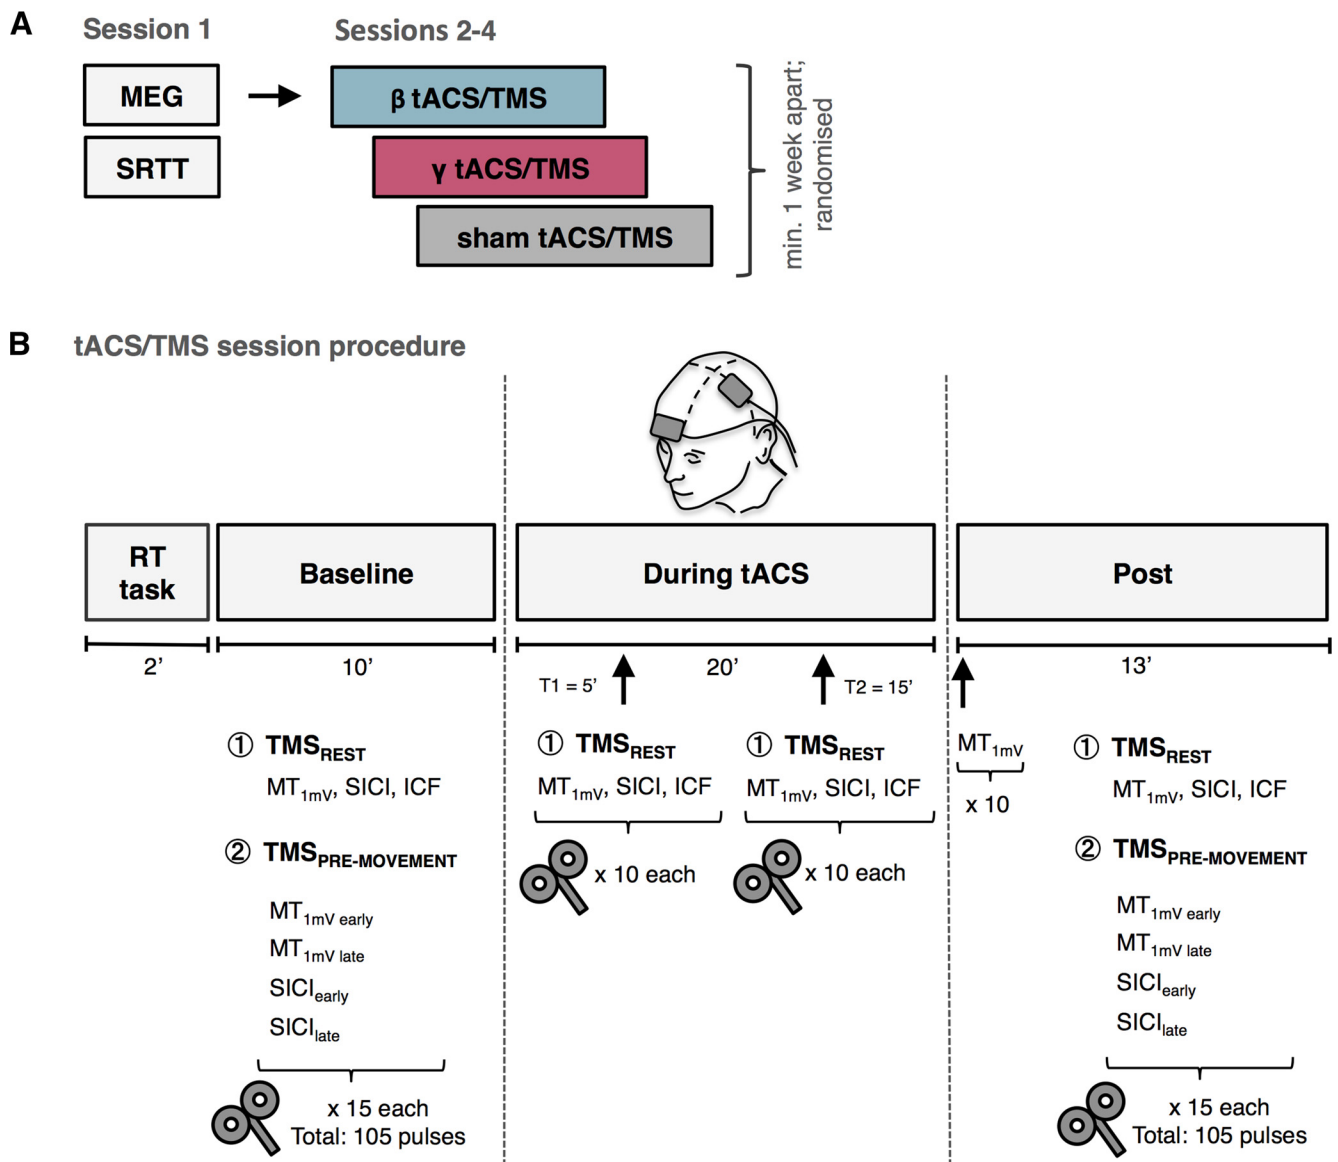 A
Session 1
Sessions 2-4
MEG
SRTT
β tACS/TMS
γ tACS/TMS
sham tACS/TMS
min. 1 week apart;
randomised
B
tACS/TMS session procedure
RT
task
Baseline
During tACS
Post
2’
10’
20’
13’
T1 = 5’
T2 = 15’
① TMSREST
MT1mV, SICI, ICF
② TMSPRE-MOVEMENT
MT1mV early
MT1mV late
SICIearly
SICIlate
x 15 each
Total: 105 pulses
① TMSREST
MT1mV, SICI, ICF
x 10 each
① TMSREST
MT1mV, SICI, ICF
x 10 each
MT1mV
x 10
① TMSREST
MT1mV, SICI, ICF
② TMSPRE-MOVEMENT
MT1mV early
MT1mV late
SICIearly
SICIlate
x 15 each
Total: 105 pulses